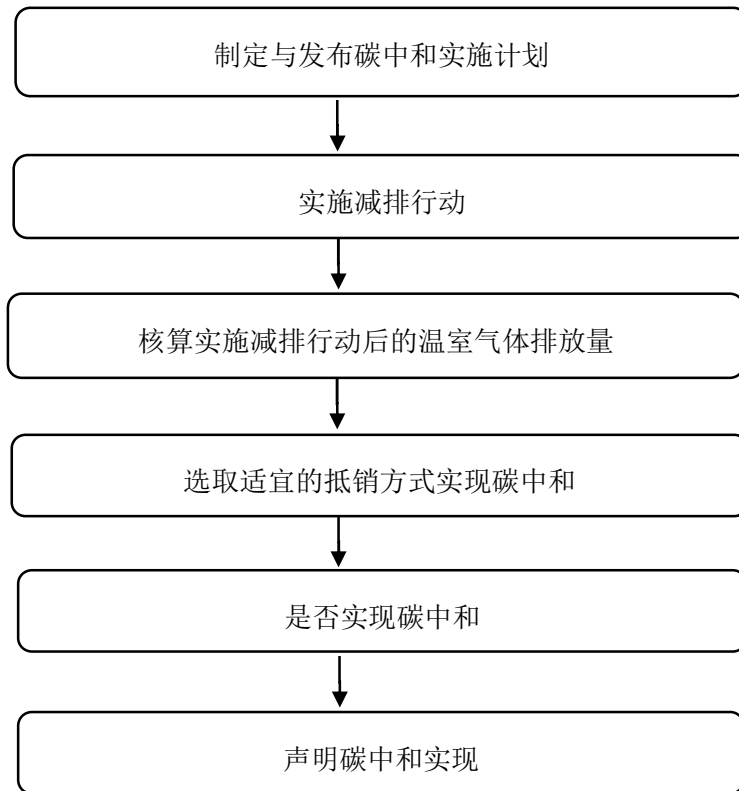 制定与发布碳中和实施计划
实施减排行动
核算实施减排行动后的温室气体排放量
选取适宜的抵销方式实现碳中和
是否实现碳中和
声明碳中和实现